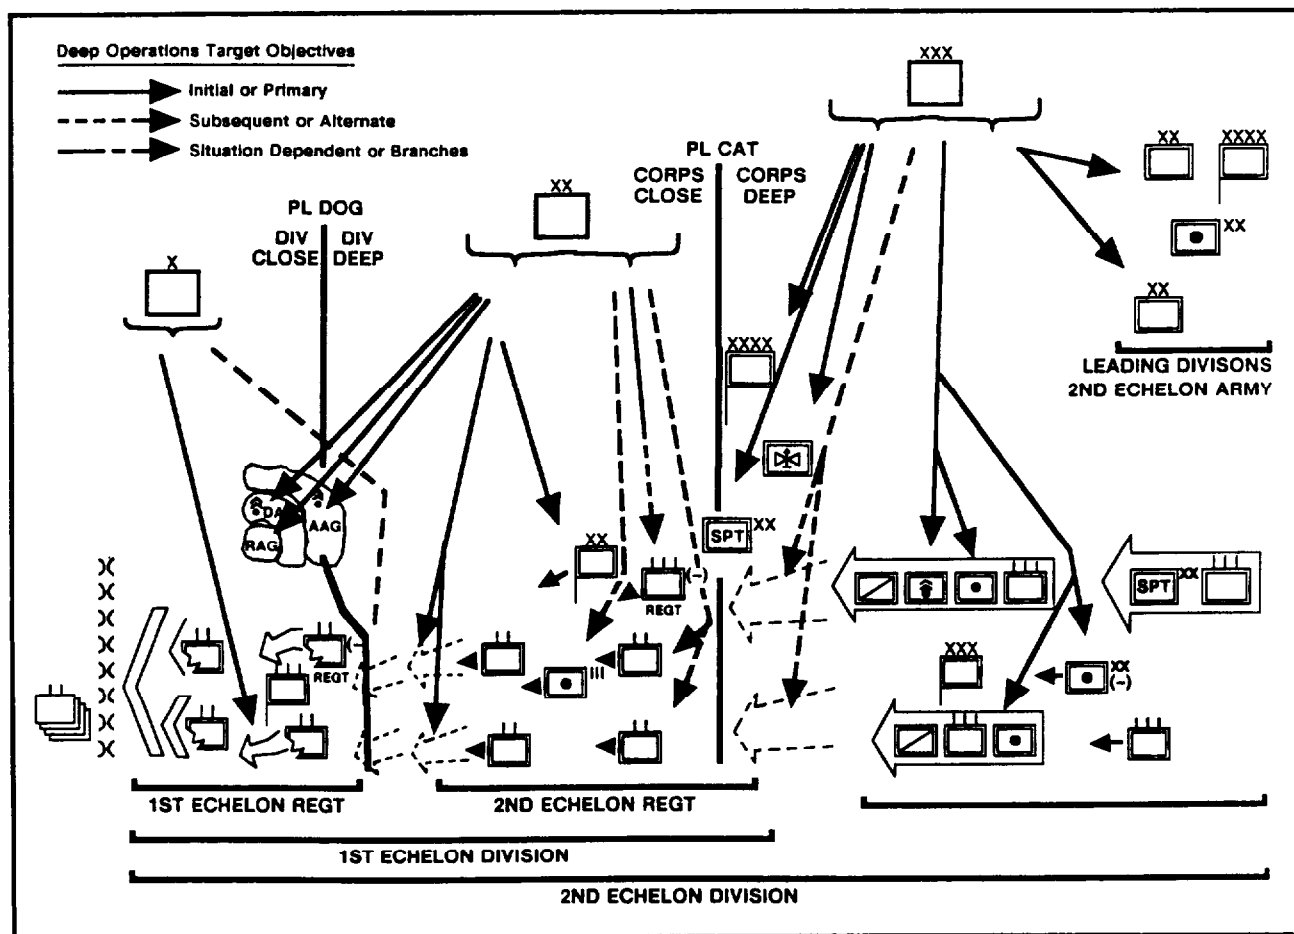 Deep Operations Target Objectives
Initial or Primary
Subsequent or Alternate
Situation Dependent or Branches
XXX
XX
XXXX
XX
XX
LEADING DIVISONS
2ND ECHELON ARMY
PL CAT
CORPS CLOSE
CORPS DEEP
XX
PL DOG
DIV CLOSE
DIV DEEP
X
XXXX
DA
AAG
RAG
XX
SPT
XX
(-)
REGT
SPT
XX
REGT
III
XXX
XX
(-)
1ST ECHELON REGT
2ND ECHELON REGT
1ST ECHELON DIVISION
2ND ECHELON DIVISION